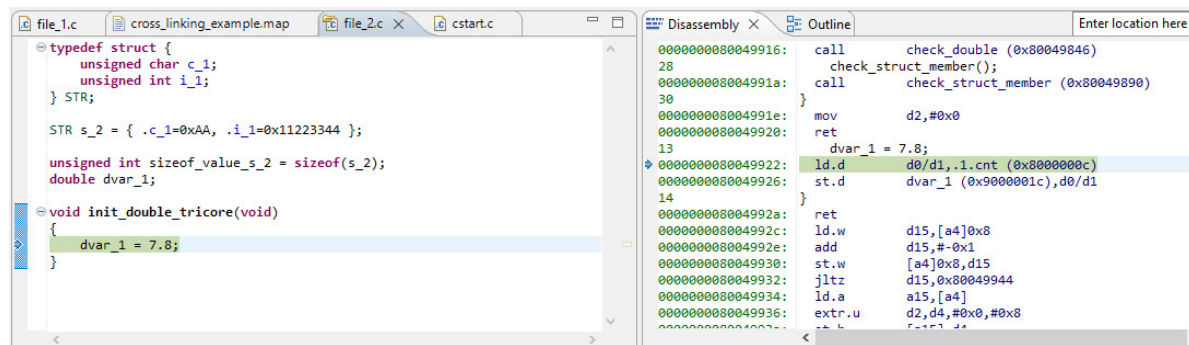 file_1.c
cross_linking_example.map
file_2.c
cstart.c
typedef struct {
unsigned char c_1;
unsigned int i_1;
} STR;
STR s_2 = { .c_1=0xAA, .i_1=0x11223344 };
unsigned int sizeof_value_s_2 = sizeof(s_2);
double dvar_1;
void init_double_tricore(void)
{
dvar_1 = 7.8;
}
Disassembly
Outline
Enter location here
0000000080049916: call check_double (0x80049846)
28 check_struct_member();
000000008004991a: call check_struct_member (0x80049890)
30 }
000000008004991e: mov d2,#0x0
0000000080049920: ret
13 dvar_1 = 7.8;
0000000080049922: ld.d d0/d1,.1.cnt (0x8000000c)
0000000080049926: st.d dvar_1 (0x9000001c),d0/d1
14 }
000000008004992a: ret
000000008004992c: ld.w d15,[a4]0x8
000000008004992e: add d15,#-0x1
0000000080049930: st.w [a4]0x8,d15
0000000080049932: jltz d15,0x80049944
0000000080049934: ld.a a15,[a4]
0000000080049936: extr.u d2,d4,#0x0,#0x8